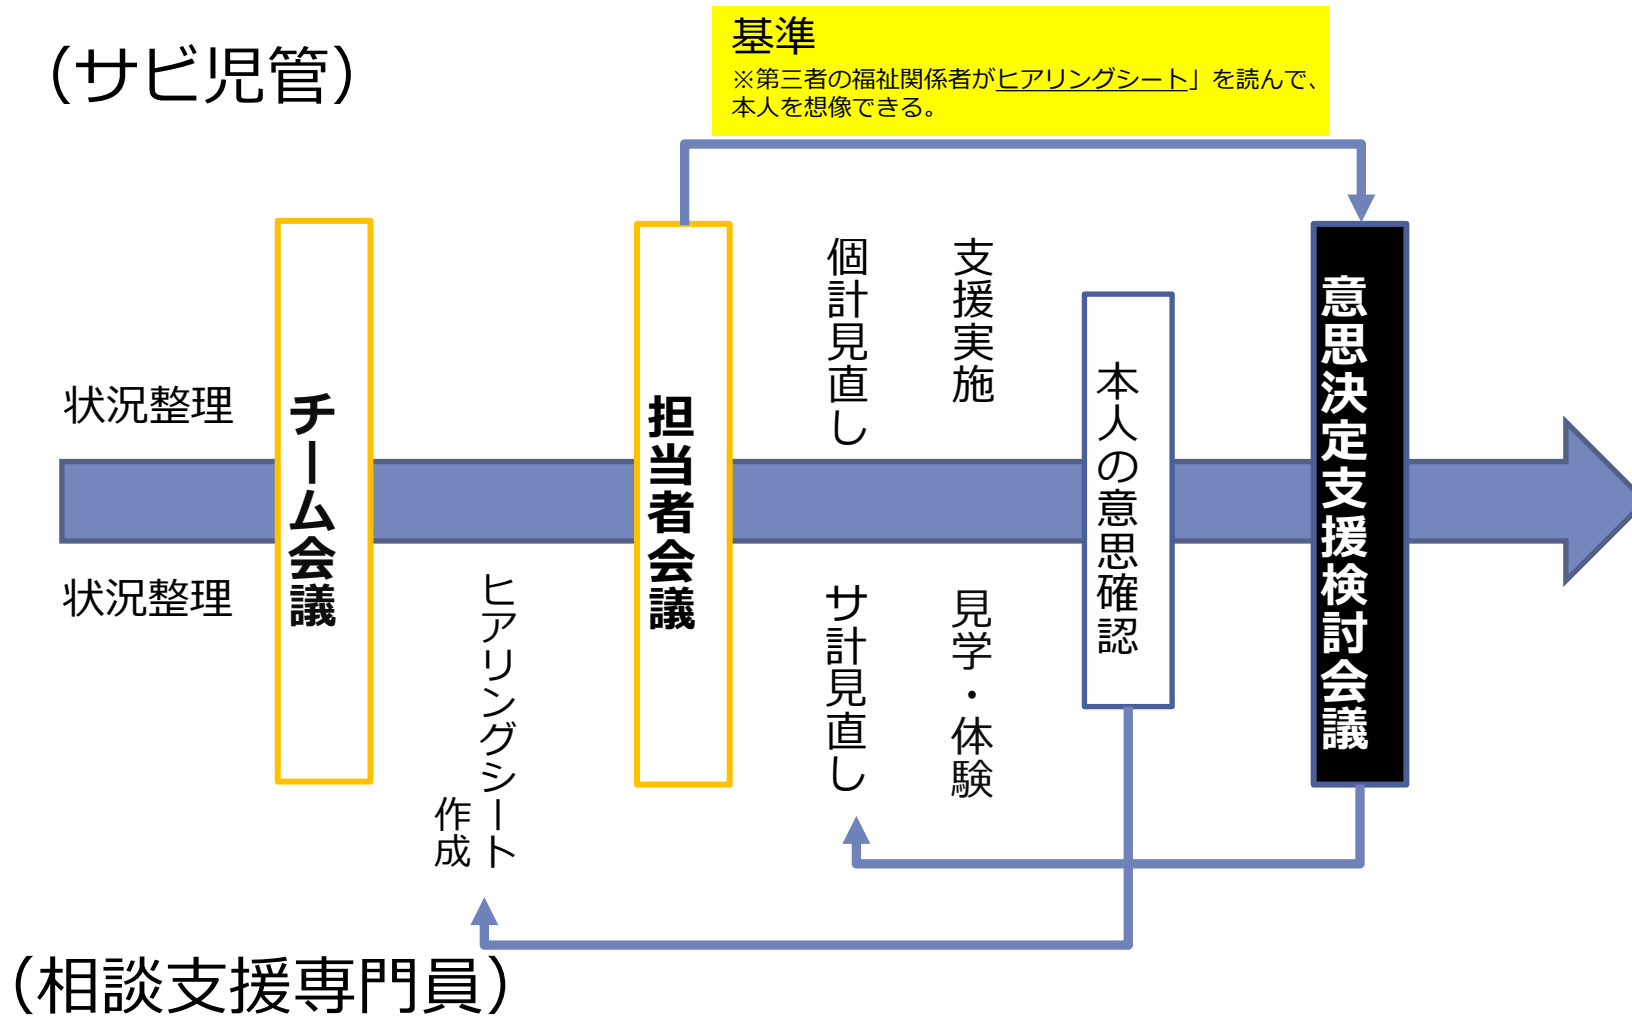 （サビ児管）
基準
※第三者の福祉関係者がヒアリングシート」を読んで、
本人を想像できる。
状況整理
状況整理
チーム会議
ヒアリングシート
作成
担当者会議
個計見直し
サ計見直し
支援実施
見学・体験
本人の意思確認
意思決定支援検討会議
（相談支援専門員）